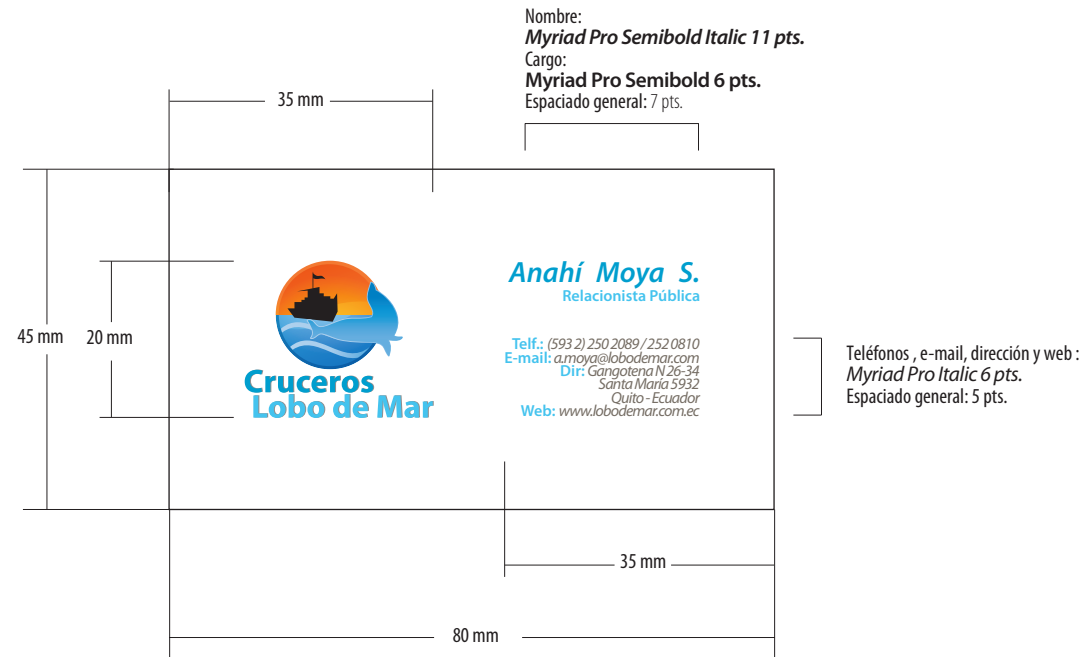 Nombre:
Myriad Pro Semibold Italic 11 pts.
Cargo:
Myriad Pro Semibold 6 pts.
Espaciado general: 7 pts.
35 mm
45 mm
20 mm
Cruceros
Lobo de Mar
Anahí Moya S.
Relacionista Pública
Telf.: (593 2) 250 2089 / 252 0810
E-mail: a.moya@lobodemar.com
Dir: Gangotena N 26-34
Santa María 5932
Quito - Ecuador
Web: www.lobodemar.com.ec
Teléfonos , e-mail, dirección y web :
Myriad Pro Italic 6 pts.
Espaciado general: 5 pts.
35 mm
80 mm